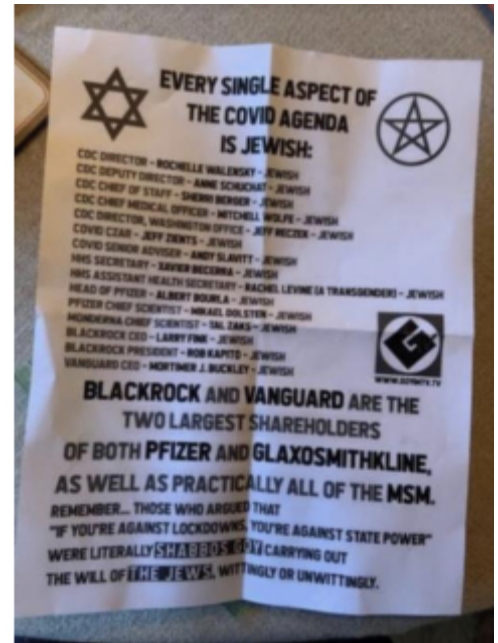 EVERY SINGLE ASPECT OF
THE COVID AGENDA
IS JEWISH:
CDC DIRECTOR - ROCHELLE WALENSKY - JEWISH
CDC DEPUTY DIRECTOR - ANNE SCHUCHAT - JEWISH
CDC CHIEF OF STAFF - SHERRI BERGER - JEWISH
CDC CHIEF MEDICAL OFFICER - MITCHELL WOLFE - JEWISH
CDC DIRECTOR, WASHINGTON OFFICE - JEFF RECZEK - JEWISH
COVID CZAR - JEFF ZIENTS - JEWISH
COVID SENIOR ADVISER - ANDY SLAVITT - JEWISH
HHS SECRETARY - XAVIER BECERRA - JEWISH
HHS ASSISTANT HEALTH SECRETARY - RACHEL LEVINE (A TRANSGENDER) - JEWISH
HEAD OF PFIZER - ALBERT BOURLA - JEWISH
PFIZER CHIEF SCIENTIST - MIKAEL DOLSTEN - JEWISH
MONDERNA CHIEF SCIENTIST - TAL ZAKS - JEWISH
BLACKROCK CEO - LARRY FINK - JEWISH
BLACKROCK PRESIDENT - ROB KAPITO - JEWISH
VANGUARD CEO - MORTIMER J. BUCKLEY - JEWISH
WWW.GOYIMTV.TV
BLACKROCK AND VANGUARD ARE THE
TWO LARGEST SHAREHOLDERS
OF BOTH PFIZER AND GLAXOSMITHKLINE,
AS WELL AS PRACTICALLY ALL OF THE MSM.
REMEMBER... THOSE WHO ARGUED THAT
"IF YOU'RE AGAINST LOCKDOWNS, YOU'RE AGAINST STATE POWER"
WERE LITERALLY SHABBOS GOY CARRYING OUT
THE WILL OF THE JEWS. WITTINGLY OR UNWITTINGLY.